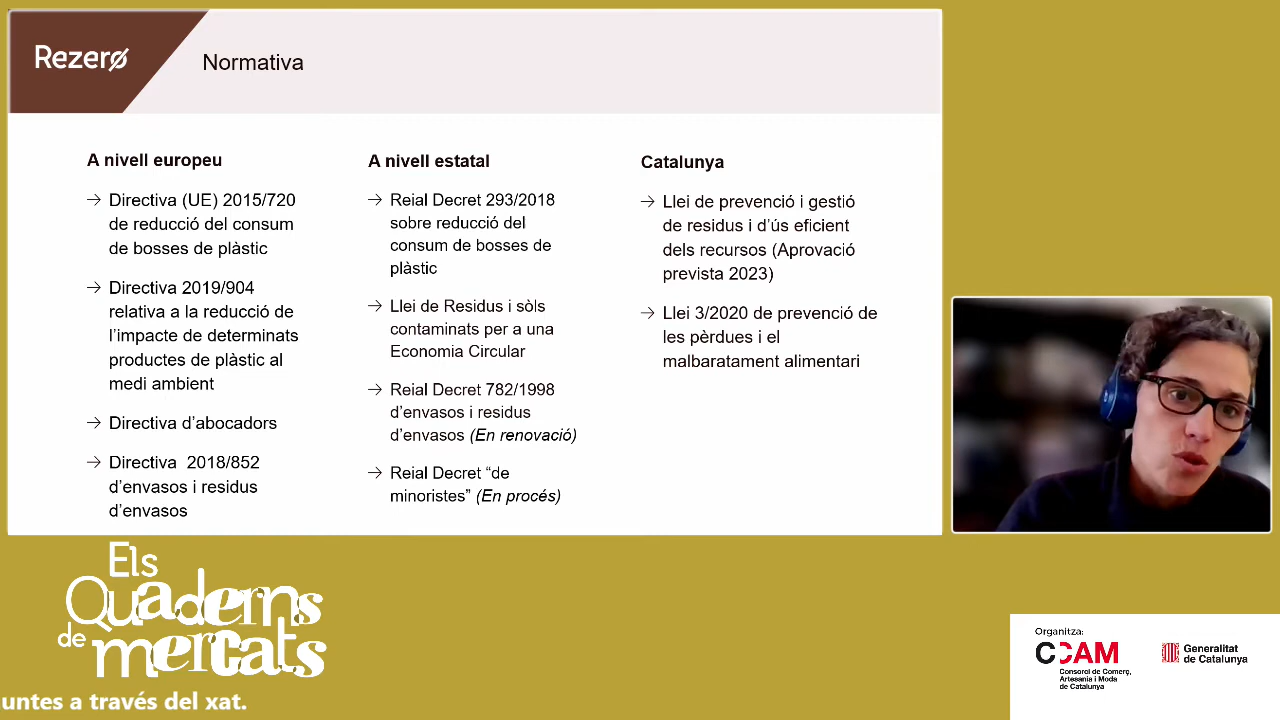 Rezero
Normativa
A nivell europeu
→ Directiva (UE) 2015/720
de reducció del consum
de bosses de plàstic
→ Directiva 2019/904
relativa a la reducció de
l’impacte de determinats
productes de plàstic al
medi ambient
→ Directiva d’abocadors
→ Directiva 2018/852
d’envasos i residus
d’envasos
A nivell estatal
→ Reial Decret 293/2018
sobre reducció del
consum de bosses de
plàstic
→ Llei de Residus i sòls
contaminats per a una
Economia Circular
→ Reial Decret 782/1998
d’envasos i residus
d’envasos (En renovació)
→ Reial Decret “de
minoristes” (En procés)
Catalunya
→ Llei de prevenció i gestió
de residus i d’ús eficient
dels recursos (Aprovació
prevista 2023)
→ Llei 3/2020 de prevenció de
les pèrdues i el
malbaratament alimentari
Els
Quaderns
de mercats
untes a través del xat.
Organitza:
CCAM
Consorci de Comerç,
Artesania i Moda
de Catalunya
Generalitat
de Catalunya